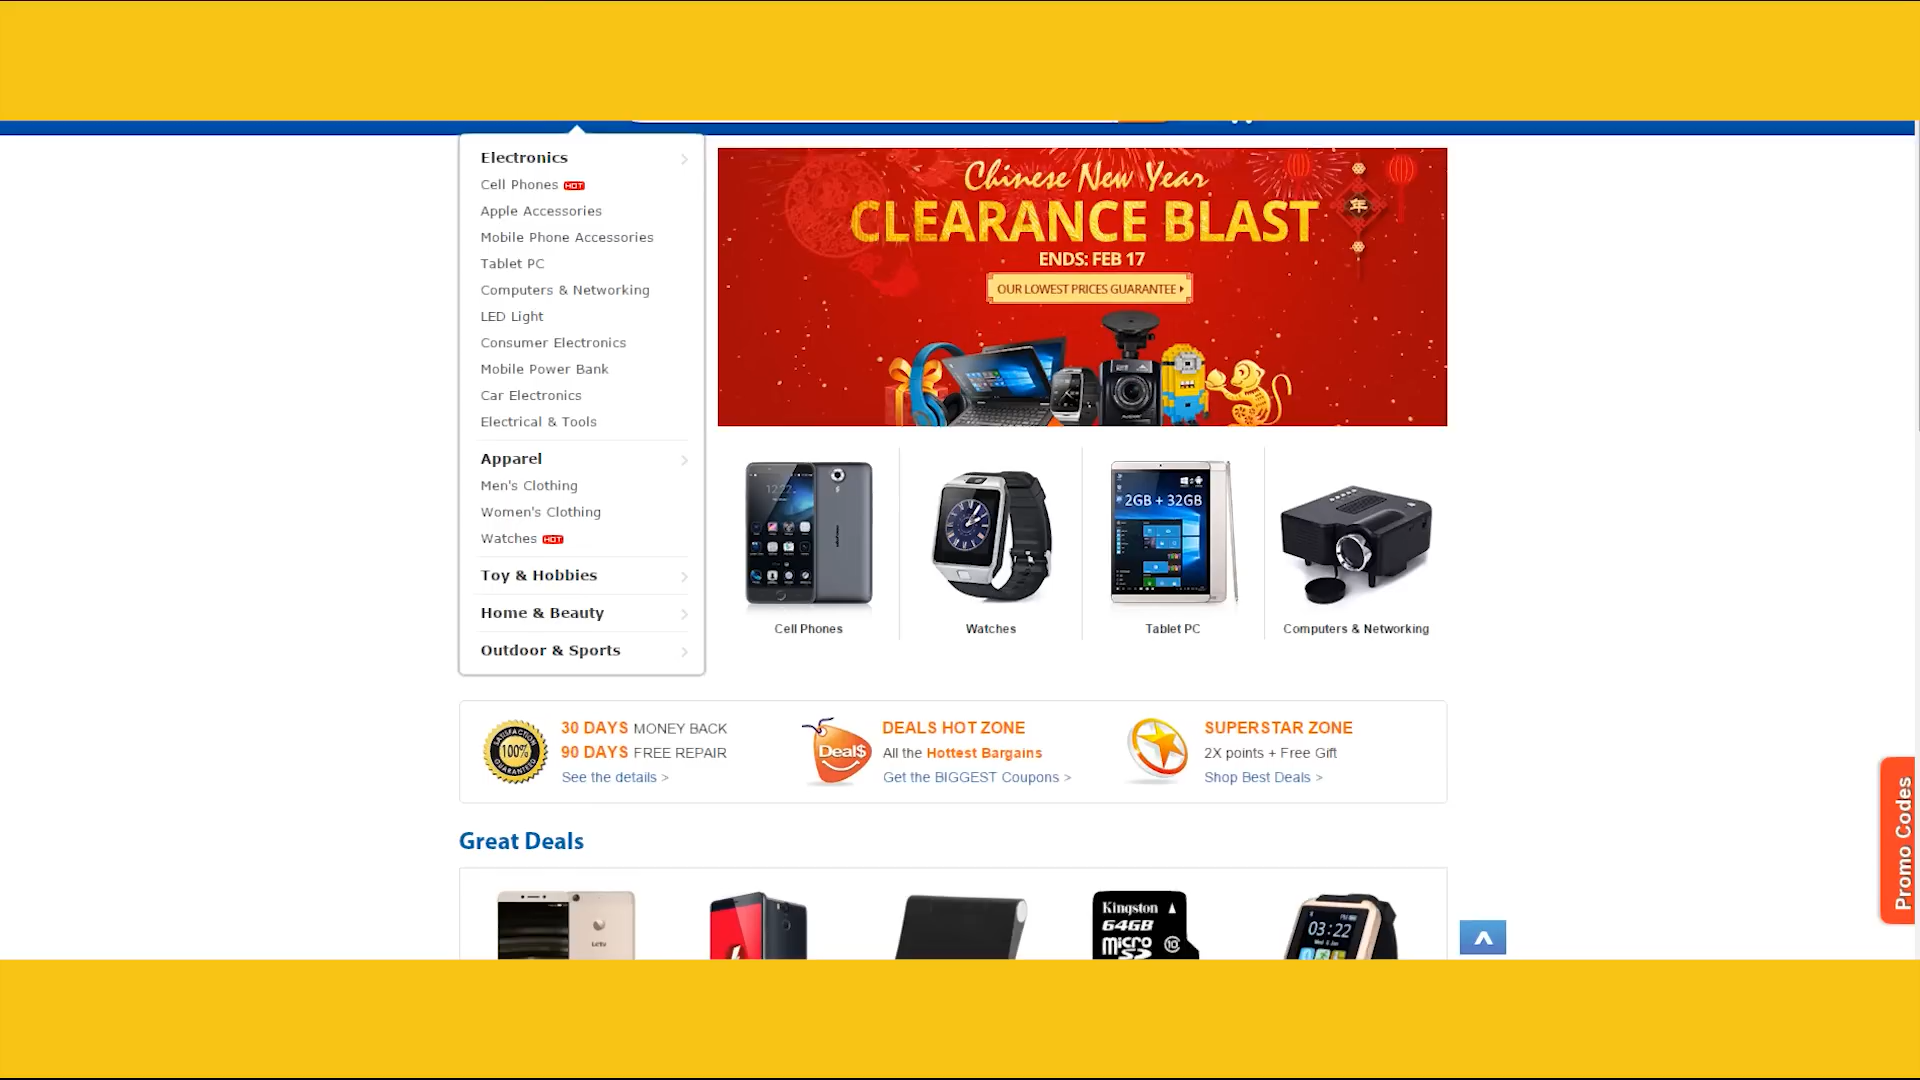 Electronics
Cell Phones HOT
Apple Accessories
Mobile Phone Accessories
Tablet PC
Computers & Networking
LED Light
Consumer Electronics
Mobile Power Bank
Car Electronics
Electrical & Tools
Apparel
Men's Clothing
Women's Clothing
Watches HOT
Toy & Hobbies
Home & Beauty
Outdoor & Sports
Chinese New Year
CLEARANCE BLAST
年
ENDS: FEB 17
OUR LOWEST PRICES GUARANTEE
12:22
2GB + 32GB
Cell Phones
Watches
Tablet PC
Computers & Networking
SATISFACTION
100%
GUARANTEED
30 DAYS MONEY BACK
90 DAYS FREE REPAIR
See the details >
Deal$
DEALS HOT ZONE
All the Hottest Bargains
Get the BIGGEST Coupons >
SUPERSTAR ZONE
2X points + Free Gift
Shop Best Deals >
Promo Codes
Great Deals
Kingston
64GB
micro
03:22